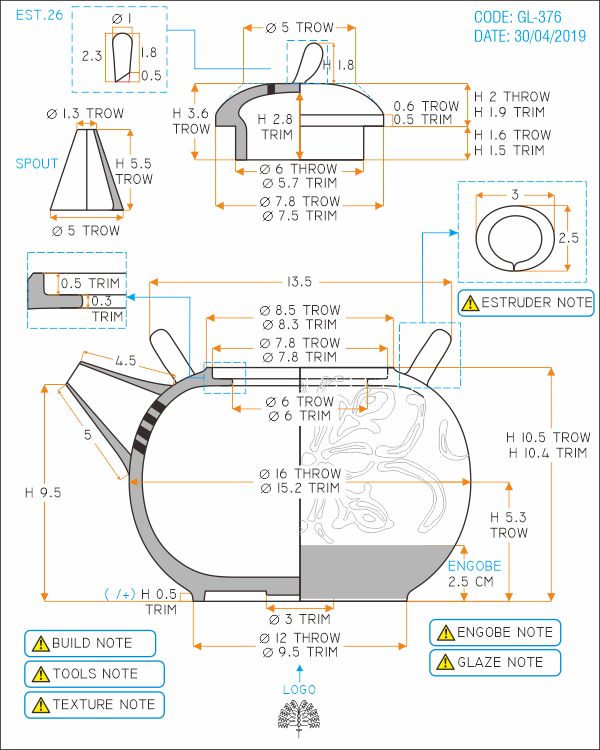 EST.26
CODE: GL-376
DATE: 30/04/2019
Ø 1
2.3
1.8
0.5
Ø 5 TROW
H 1.8
H 3.6
TROW
H 2.8
TRIM
0.6 TROW
0.5 TRIM
H 2 THROW
H 1.9 TRIM
H 1.6 TROW
H 1.5 TRIM
Ø 6 THROW
Ø 5.7 TRIM
Ø 7.8 TROW
Ø 7.5 TRIM
Ø 1.3 TROW
SPOUT
H 5.5
TROW
Ø 5 TROW
3
2.5
ESTRUDER NOTE
0.5 TRIM
0.3
TRIM
13.5
Ø 8.5 TROW
Ø 8.3 TRIM
Ø 7.8 TROW
Ø 7.8 TRIM
4.5
5
Ø 6 TROW
Ø 6 TRIM
H 10.5 TROW
H 10.4 TRIM
Ø 16 THROW
Ø 15.2 TRIM
H 9.5
H 5.3
TROW
ENGOBE
2.5 CM
(-/+) H 0.5
TRIM
Ø 3 TRIM
Ø 12 THROW
Ø 9.5 TRIM
BUILD NOTE
TOOLS NOTE
TEXTURE NOTE
ENGOBE NOTE
GLAZE NOTE
LOGO